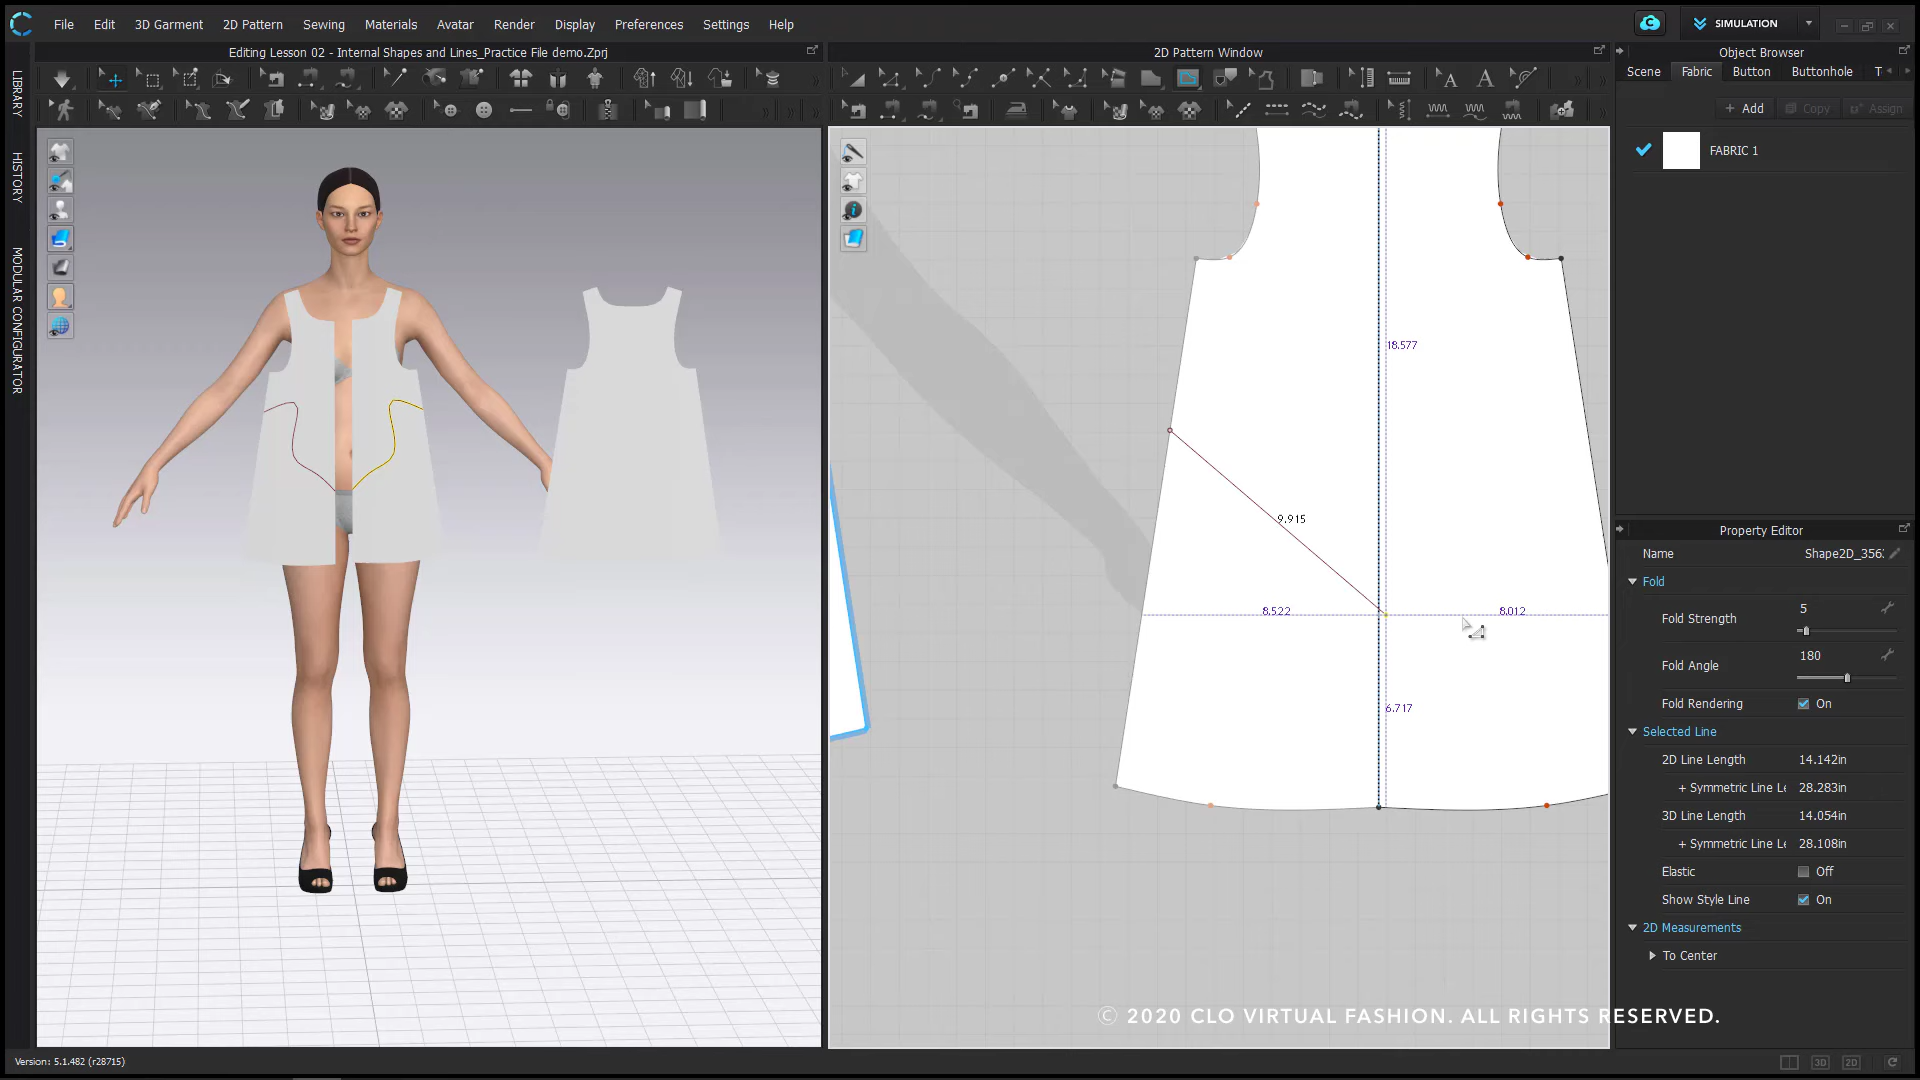 File Edit 3D Garment 2D Pattern Sewing Materials Avatar Render Display Preferences Settings Help
SIMULATION
Editing Lesson 02 - Internal Shapes and Lines_Practice File demo.Zprj
2D Pattern Window
Object Browser
Scene Fabric Button Buttonhole T
+ Add Copy Assign
FABRIC 1
LIBRARY
HISTORY
MODULAR CONFIGURATOR
18.577
9.915
8.522
8.012
6.717
Property Editor
Name Shape2D_356
Fold
Fold Strength 5
Fold Angle 180
Fold Rendering On
Selected Line
2D Line Length 14.142in
+ Symmetric Line Le 28.283in
3D Line Length 14.054in
+ Symmetric Line Le 28.108in
Elastic Off
Show Style Line On
2D Measurements
To Center
© 2020 CLO VIRTUAL FASHION. ALL RIGHTS RESERVED.
Version: 5.1.482 (r28715)
3D 2D